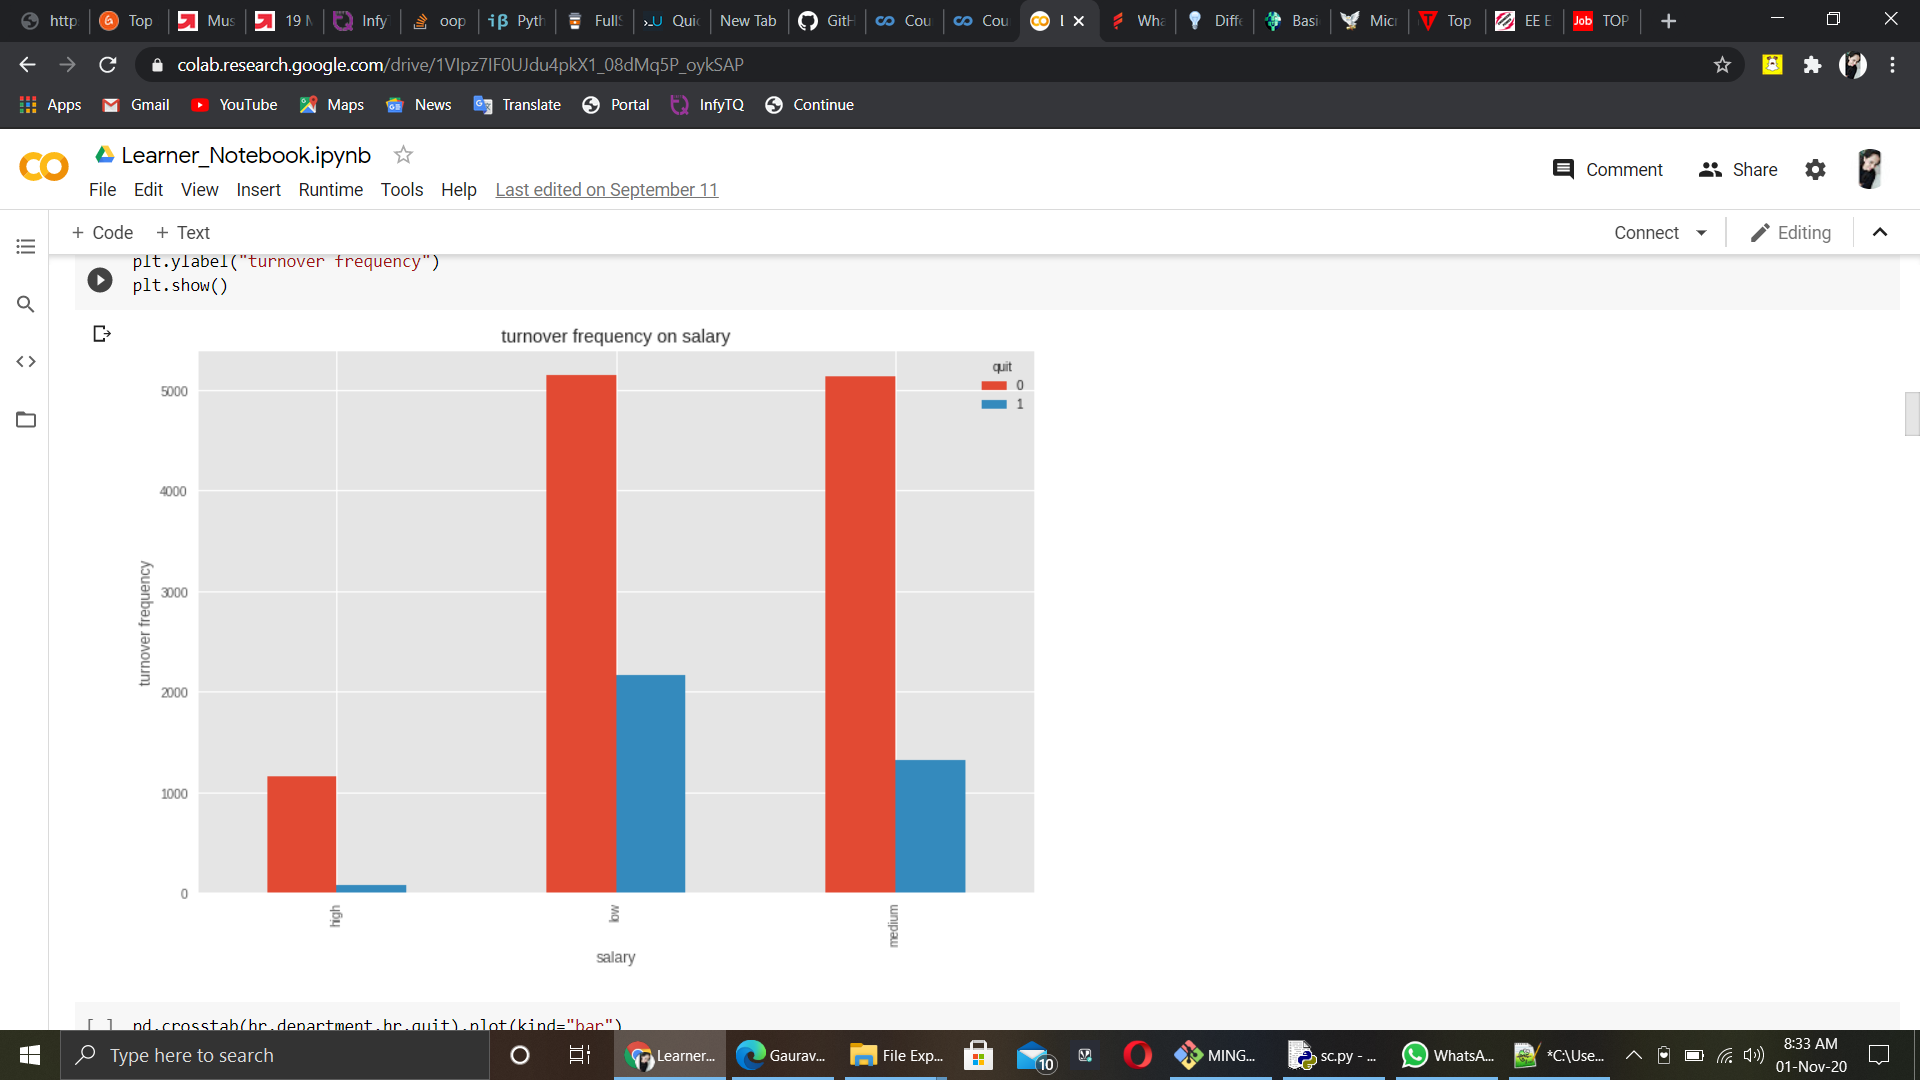 http Top Mus 19 M Infy oop Pyth FullS Quic New Tab GitH Cou Cou Wha Diffe Basi Micr Top EE E Job TOP
colab.research.google.com/drive/1VIpz7IF0UJdu4pkX1_08dMq5P_oykSAP
Apps Gmail YouTube Maps News Translate Portal InfyTQ Continue
Learner_Notebook.ipynb
Comment Share
File Edit View Insert Runtime Tools Help Last edited on September 11
+ Code + Text Connect Editing
plt.ylabel("turnover frequency")
plt.show()
turnover frequency on salary
quit
0
1
5000
4000
3000
2000
1000
0
turnover frequency
high low medium
salary
[ ] pd.crosstab(hr.department,hr.quit).plot(kind="bar")
Type here to search Learner... Gaurav... File Exp... 10 MING... sc.py - ... WhatsA... *C:\Use... 8:33 AM
01-Nov-20